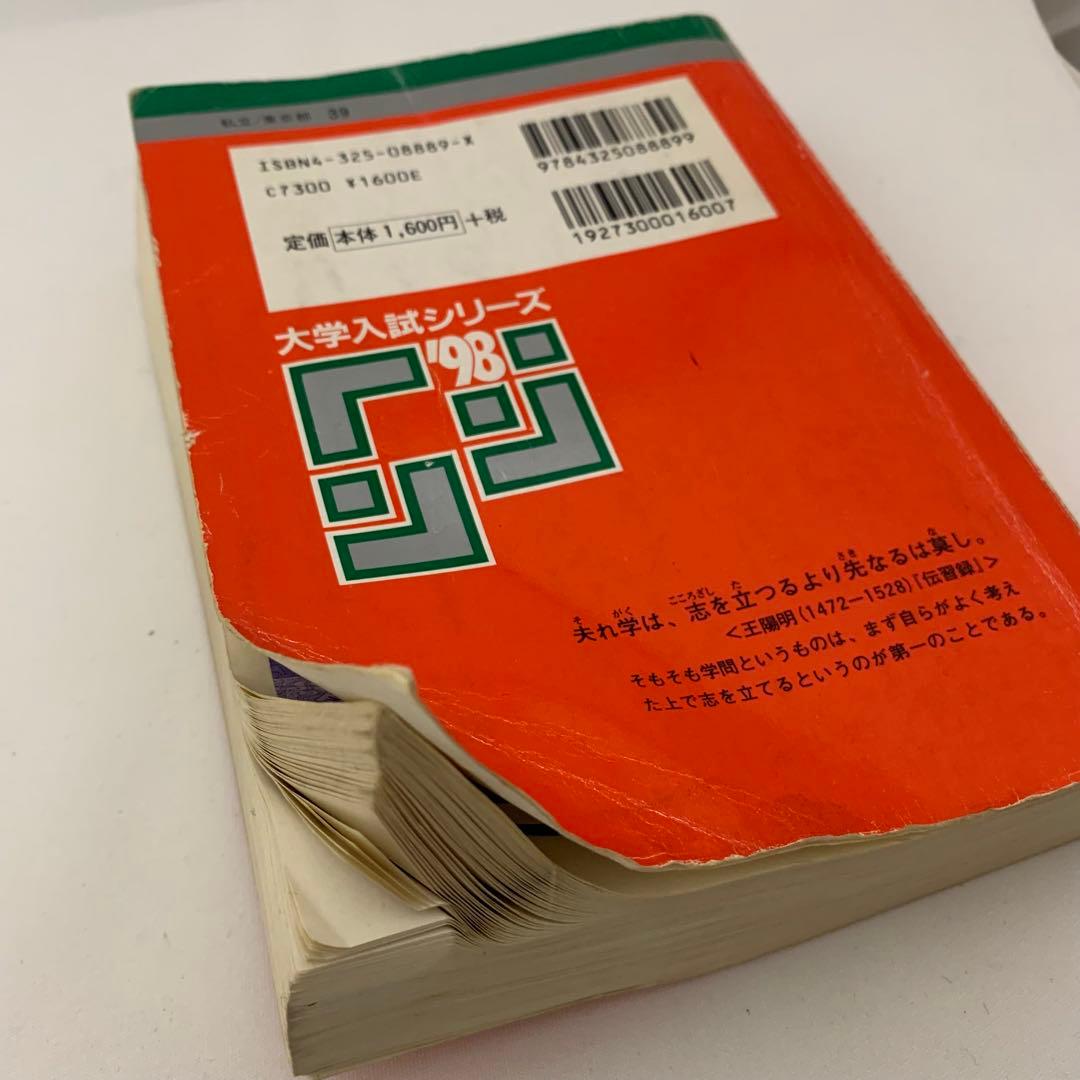 私立/東京都 39
ISBN4-325-08889-X
C7300 ¥1600E
定価 本体1,600円 +税
9784325088899
1927300016007
大学入試シリーズ
'98
夫れ学は、志を立つるより先なるは莫し。
<王陽明(1472―1528)『伝習録』>
そもそも学問というものは、まず自らがよく考え
た上で志を立てるというのが第一のことである。